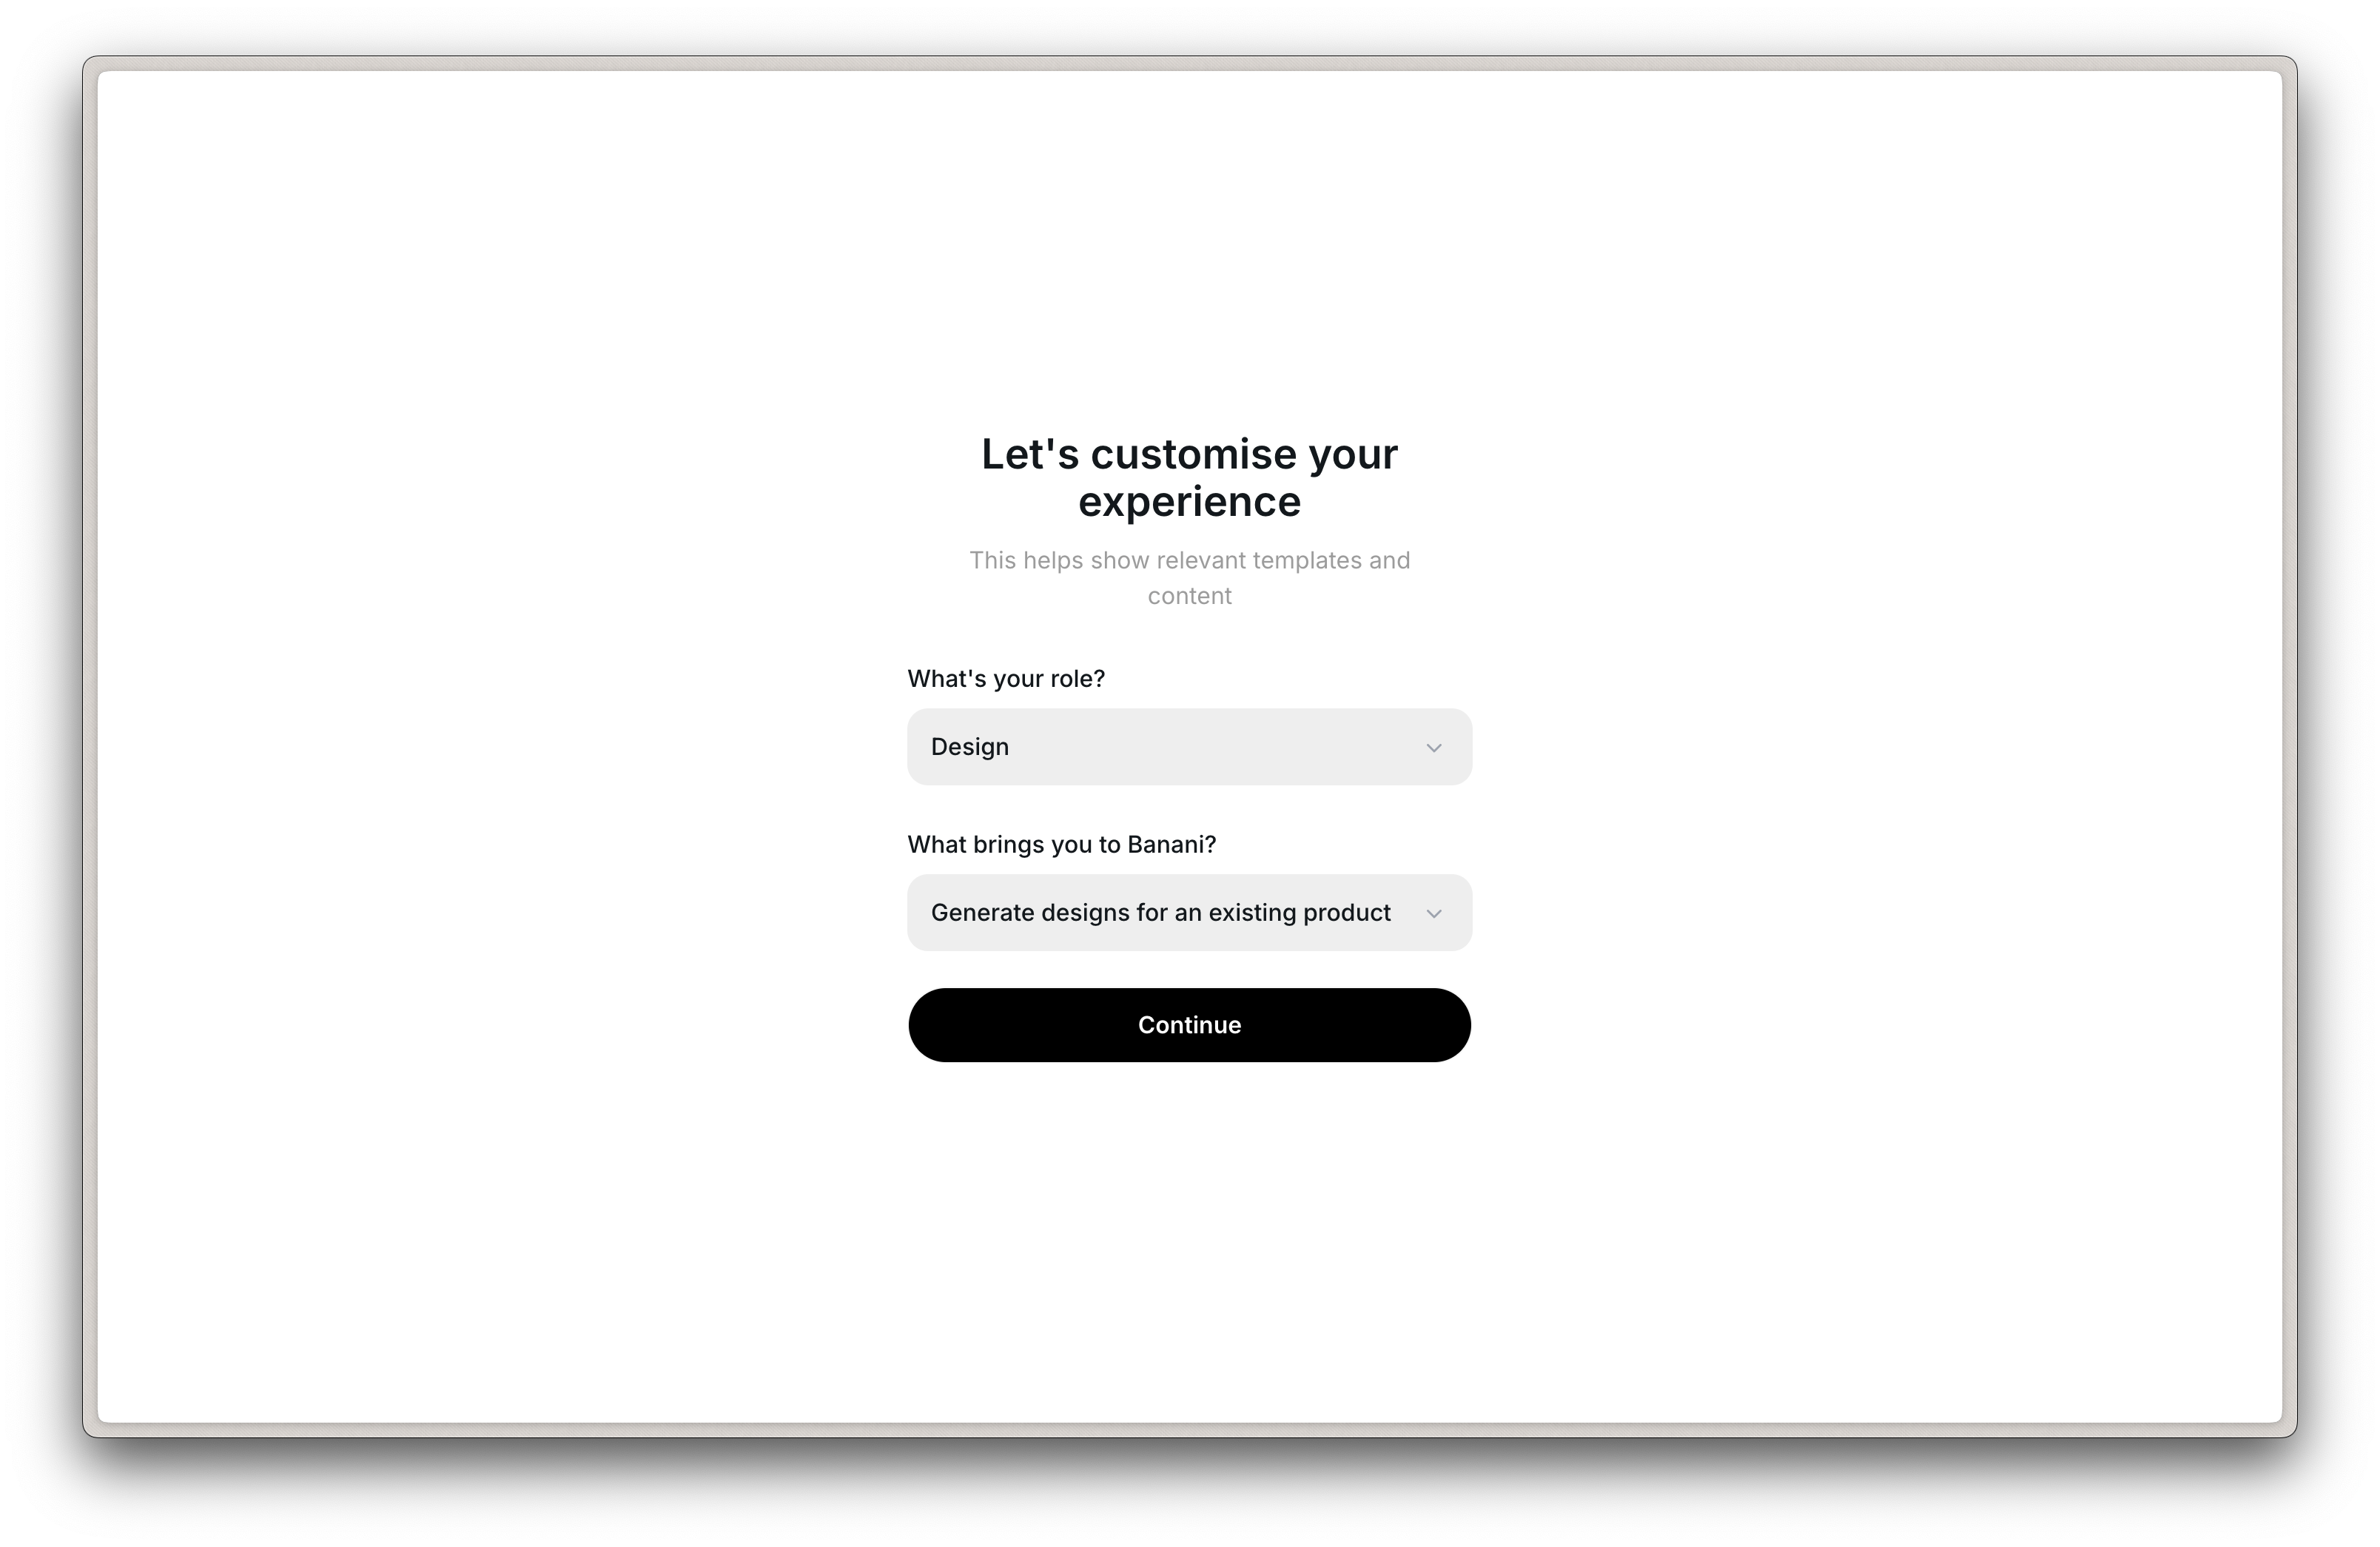 Let's customise your
experience
This helps show relevant templates and
content
What's your role?
Design
What brings you to Banani?
Generate designs for an existing product
Continue